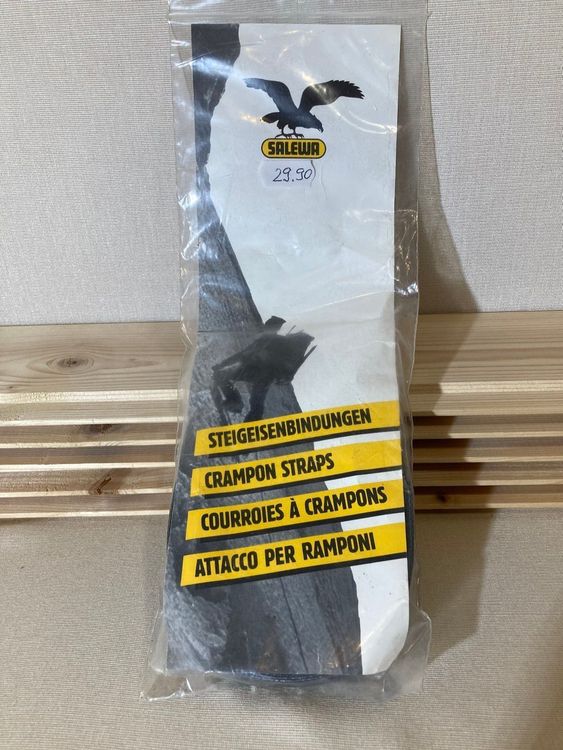 SALEWA
29.90
STEIGEISENBINDUNGEN
CRAMPON STRAPS
COURROIES À CRAMPONS
ATTACCO PER RAMPONI